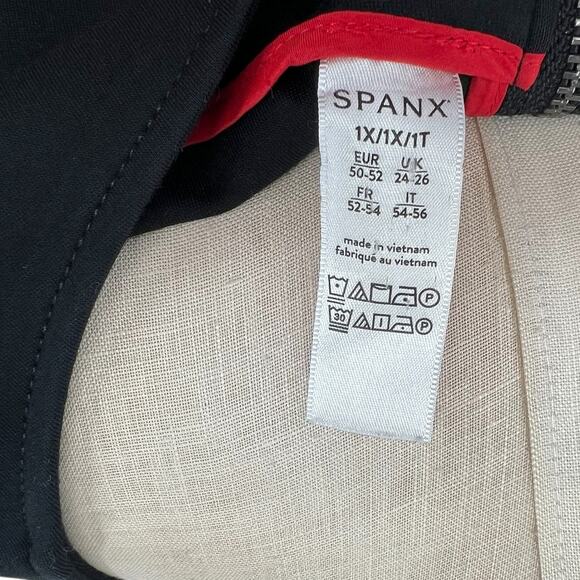 SPANX
1X/1X/1T
EUR UK
50-52 24-26
FR IT
52-54 54-56
made in vietnam
fabriqué au vietnam
P
30 P